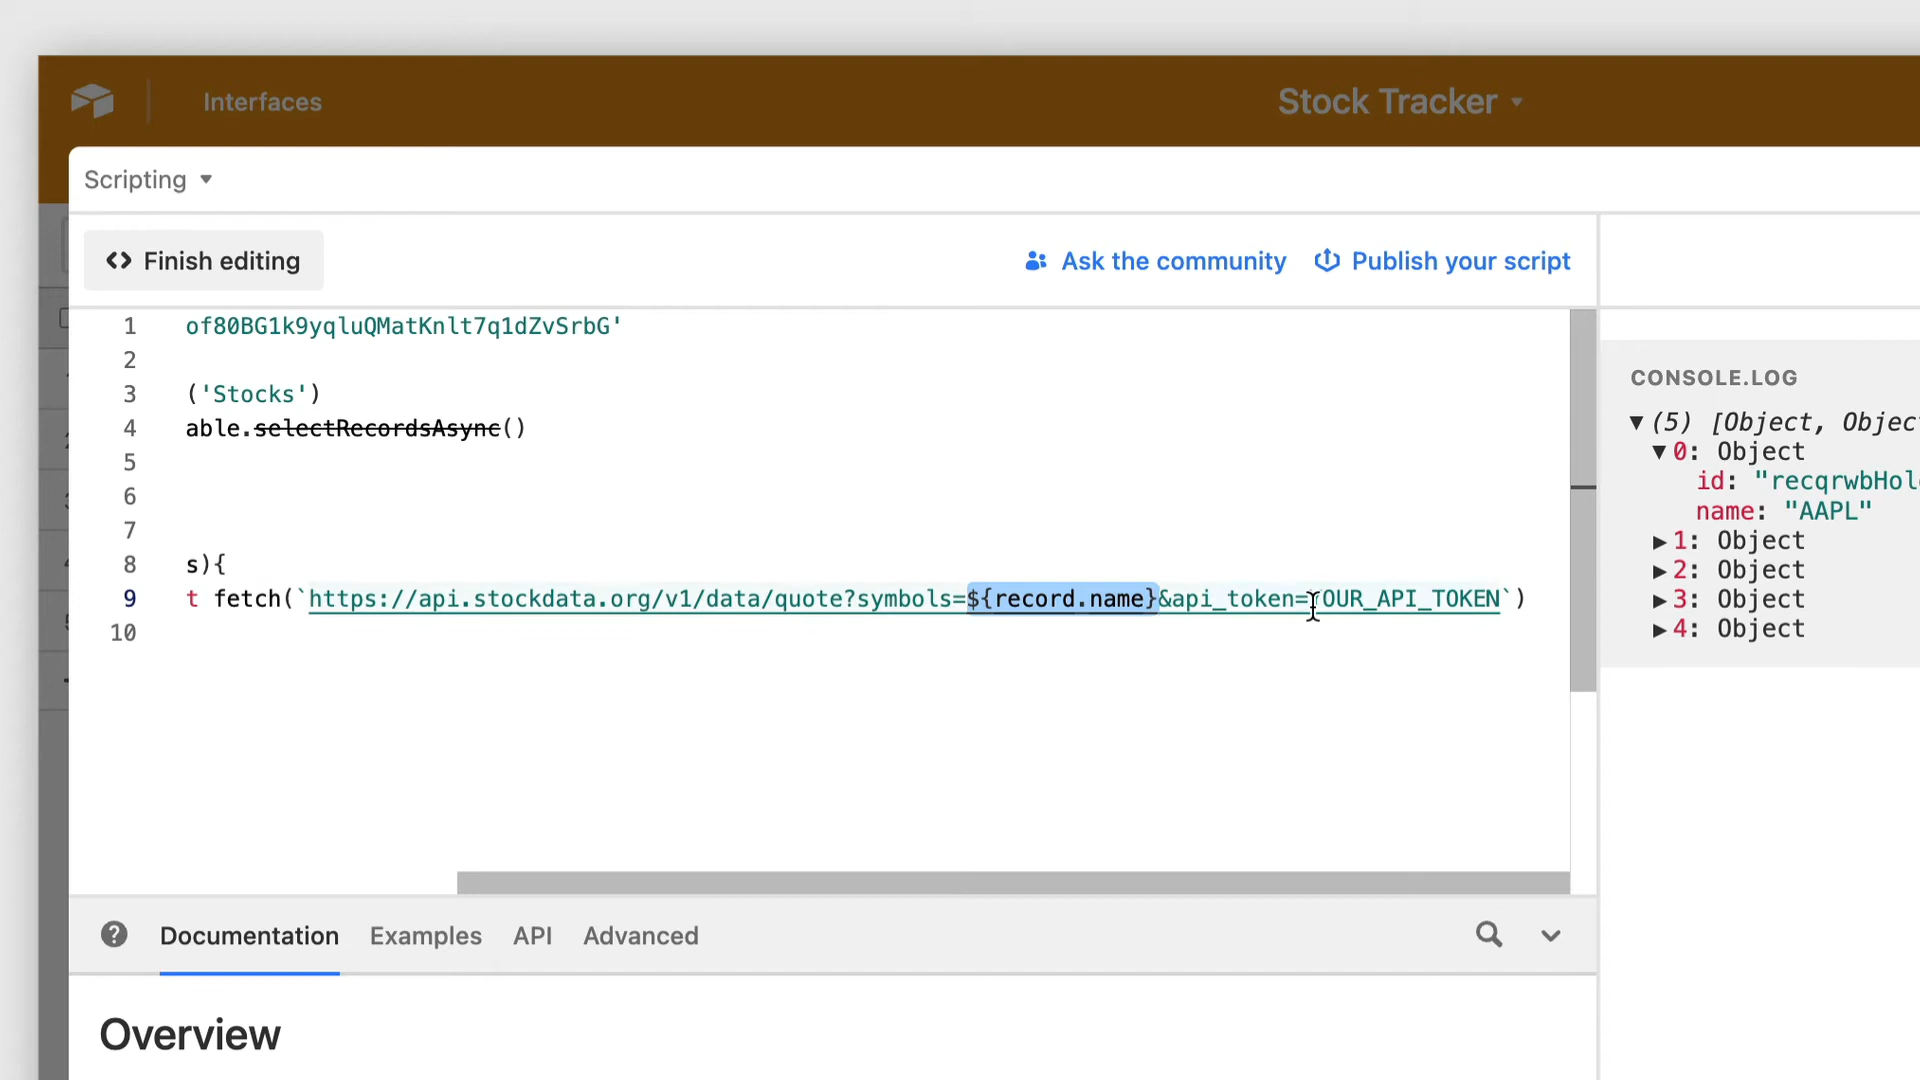 Interfaces
Stock Tracker
Scripting
Finish editing
Ask the community
Publish your script
1 of80BG1k9yqluQMatKnlt7q1dZvSrbG'
2
3 ('Stocks')
4 able.selectRecordsAsync()
5
6
7
8 s){
9 t fetch(`https://api.stockdata.org/v1/data/quote?symbols=${record.name}&api_token=YOUR_API_TOKEN`)
10
CONSOLE.LOG
(5) [Object, Objec
0: Object
id: "recqrwbHol
name: "AAPL"
1: Object
2: Object
3: Object
4: Object
Documentation Examples API Advanced
Overview